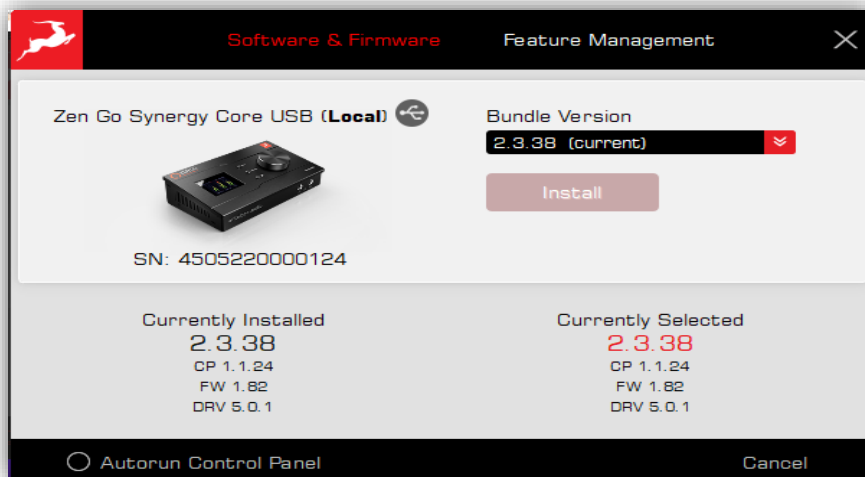 Software & Firmware
Feature Management
Zen Go Synergy Core USB (Local)
Bundle Version
2.3.38 (current)
Install
SN: 4505220000124
Currently Installed
2.3.38
CP 1.1.24
FW 1.82
DRV 5.0.1
Currently Selected
2.3.38
CP 1.1.24
FW 1.82
DRV 5.0.1
Autorun Control Panel
Cancel